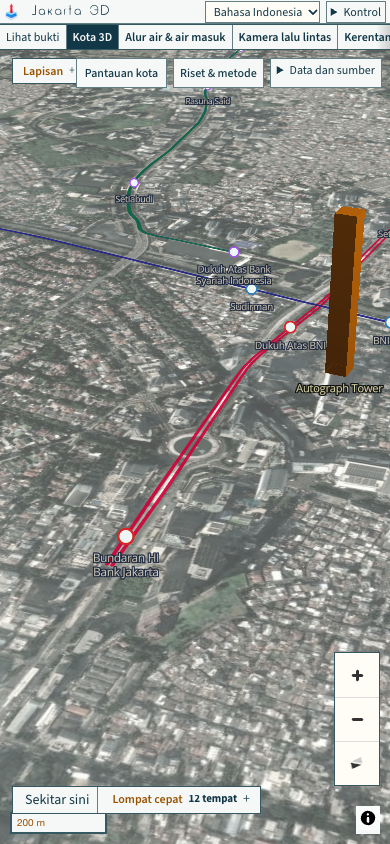 Jakarta 3D
Bahasa Indonesia
Kontrol
Lihat bukti
Kota 3D
Alur air & air masuk
Kamera lalu lintas
Kerentan
Lapisan +
Pantauan kota
Riset & metode
Data dan sumber
Rasuna Said
Setiabudi
Dukuh Atas Bank
Syariah Indonesia
Sudirman
Dukuh Atas BNI
BNI
Autograph Tower
Bundaran HI
Bank Jakarta
+
−
Sekitar sini
Lompat cepat 12 tempat +
200 m